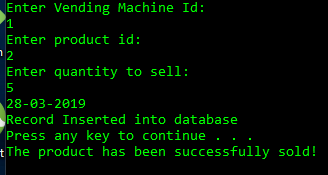 Enter Vending Machine Id:
1
Enter product id:
2
Enter quantity to sell:
5
28-03-2019
Record Inserted into database
Press any key to continue . . .
The product has been successfully sold!